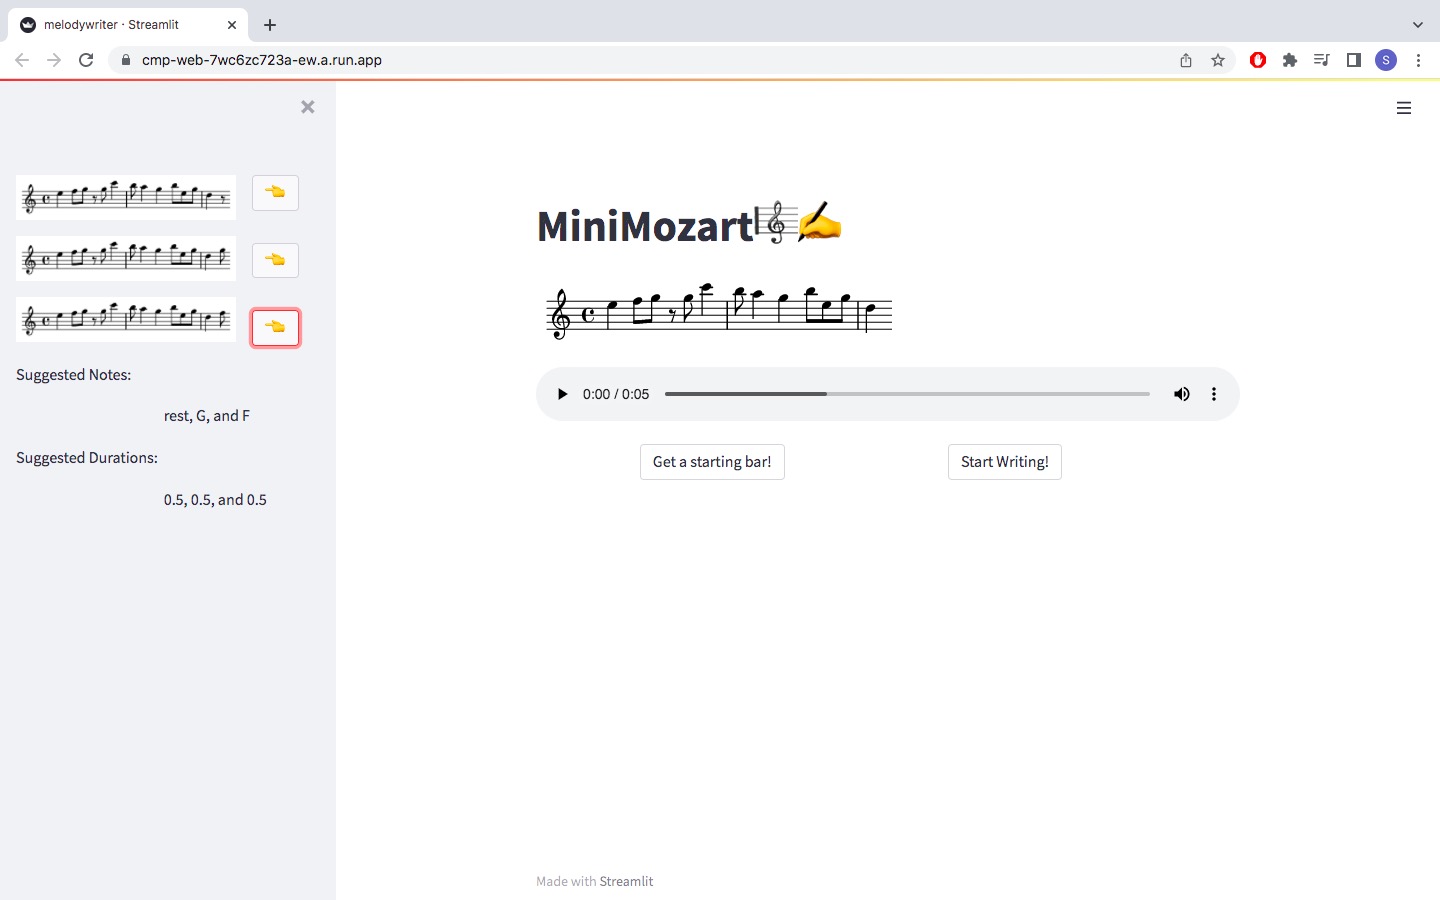 melodywriter · Streamlit
cmp-web-7wc6zc723a-ew.a.run.app
S
MiniMozart
Suggested Notes:
rest, G, and F
Suggested Durations:
0.5, 0.5, and 0.5
0:00 / 0:05
Get a starting bar!
Start Writing!
Made with Streamlit